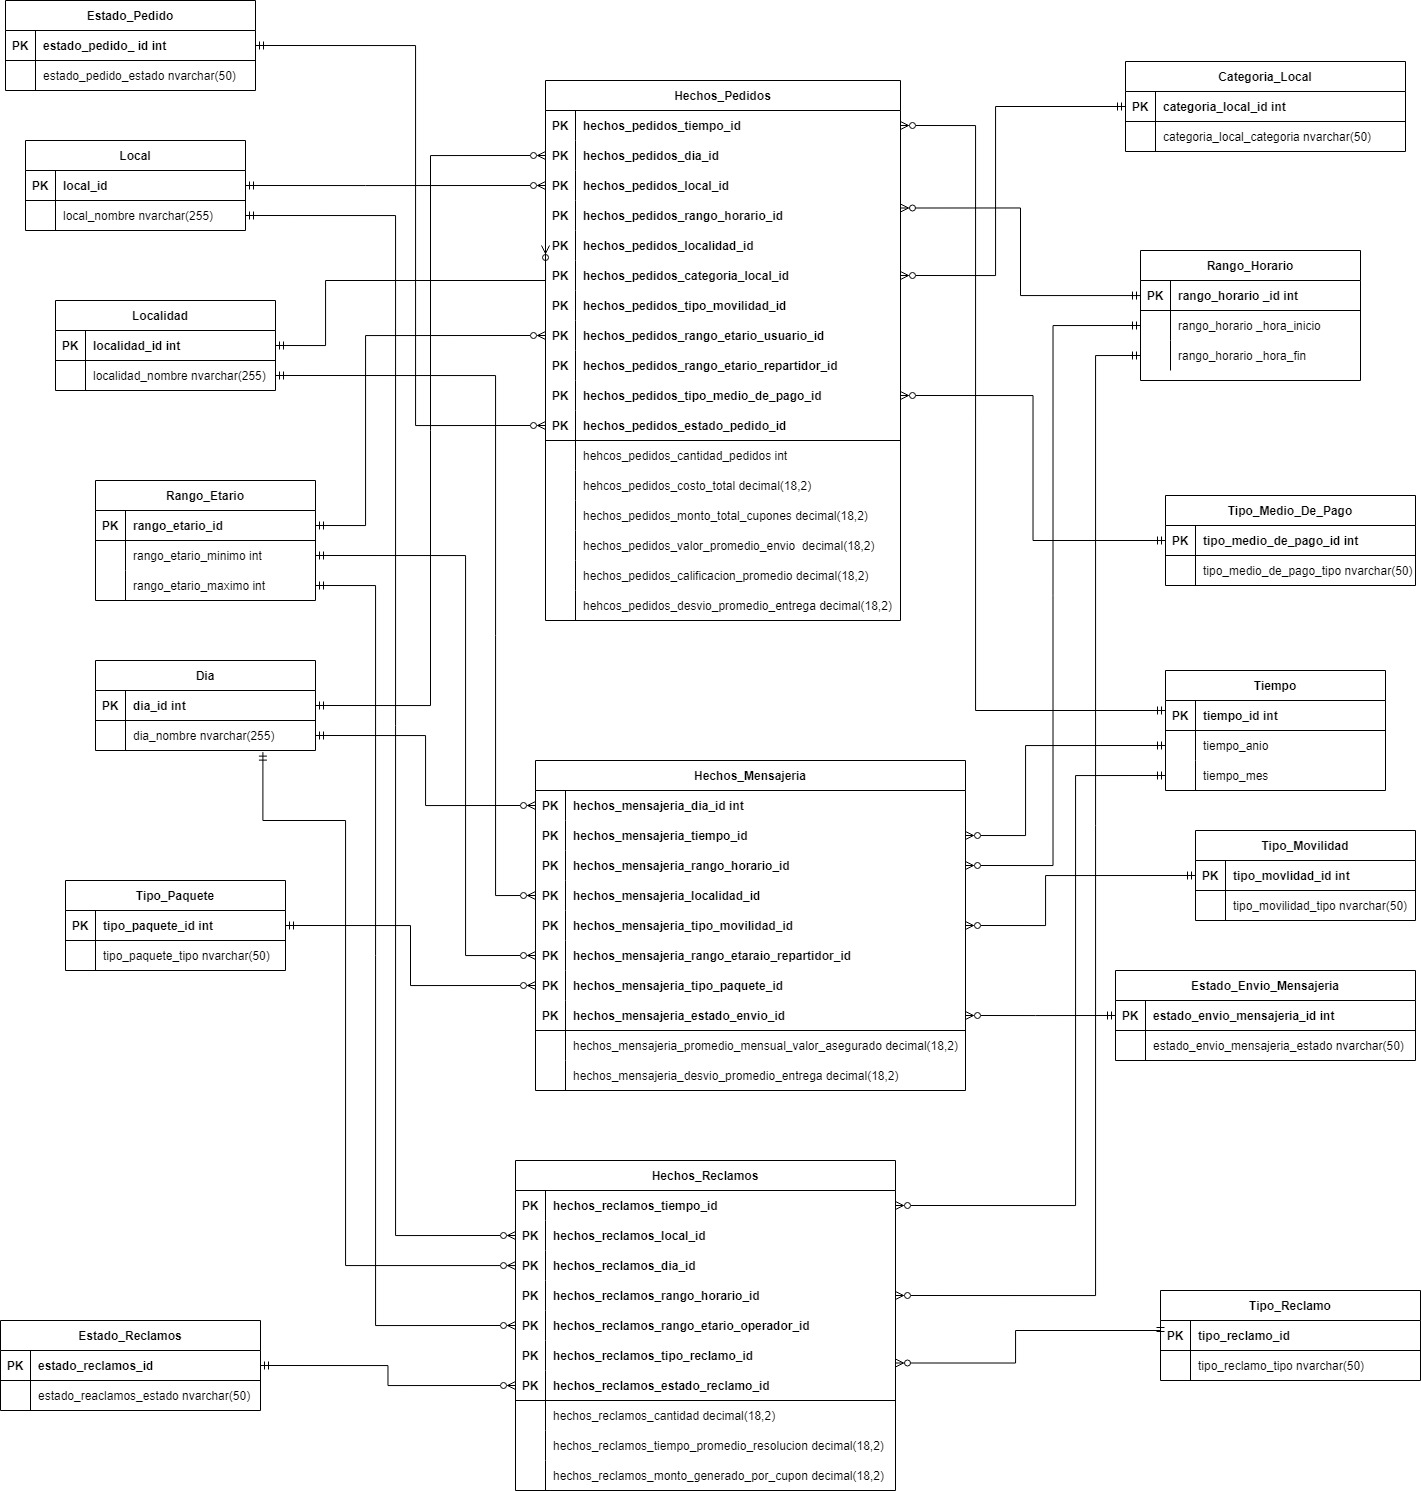 Estado_Pedido
PK estado_pedido_ id int
estado_pedido_estado nvarchar(50)
Local
PK local_id
local_nombre nvarchar(255)
Localidad
PK localidad_id int
localidad_nombre nvarchar(255)
Rango_Etario
PK rango_etario_id
rango_etario_minimo int
rango_etario_maximo int
Dia
PK dia_id int
dia_nombre nvarchar(255)
Tipo_Paquete
PK tipo_paquete_id int
tipo_paquete_tipo nvarchar(50)
Estado_Reclamos
PK estado_reclamos_id
estado_reaclamos_estado nvarchar(50)
Hechos_Pedidos
PK hechos_pedidos_tiempo_id
PK hechos_pedidos_dia_id
PK hechos_pedidos_local_id
PK hechos_pedidos_rango_horario_id
PK hechos_pedidos_localidad_id
PK hechos_pedidos_categoria_local_id
PK hechos_pedidos_tipo_movilidad_id
PK hechos_pedidos_rango_etario_usuario_id
PK hechos_pedidos_rango_etario_repartidor_id
PK hechos_pedidos_tipo_medio_de_pago_id
PK hechos_pedidos_estado_pedido_id
hehcos_pedidos_cantidad_pedidos int
hehcos_pedidos_costo_total decimal(18,2)
hechos_pedidos_monto_total_cupones decimal(18,2)
hechos_pedidos_valor_promedio_envio decimal(18,2)
hechos_pedidos_calificacion_promedio decimal(18,2)
hehcos_pedidos_desvio_promedio_entrega decimal(18,2)
Hechos_Mensajeria
PK hechos_mensajeria_dia_id int
PK hechos_mensajeria_tiempo_id
PK hechos_mensajeria_rango_horario_id
PK hechos_mensajeria_localidad_id
PK hechos_mensajeria_tipo_movilidad_id
PK hechos_mensajeria_rango_etaraio_repartidor_id
PK hechos_mensajeria_tipo_paquete_id
PK hechos_mensajeria_estado_envio_id
hechos_mensajeria_promedio_mensual_valor_asegurado decimal(18,2)
hechos_mensajeria_desvio_promedio_entrega decimal(18,2)
Hechos_Reclamos
PK hechos_reclamos_tiempo_id
PK hechos_reclamos_local_id
PK hechos_reclamos_dia_id
PK hechos_reclamos_rango_horario_id
PK hechos_reclamos_rango_etario_operador_id
PK hechos_reclamos_tipo_reclamo_id
PK hechos_reclamos_estado_reclamo_id
hechos_reclamos_cantidad decimal(18,2)
hechos_reclamos_tiempo_promedio_resolucion decimal(18,2)
hechos_reclamos_monto_generado_por_cupon decimal(18,2)
Categoria_Local
PK categoria_local_id int
categoria_local_categoria nvarchar(50)
Rango_Horario
PK rango_horario _id int
rango_horario _hora_inicio
rango_horario _hora_fin
Tipo_Medio_De_Pago
PK tipo_medio_de_pago_id int
tipo_medio_de_pago_tipo nvarchar(50)
Tiempo
PK tiempo_id int
tiempo_anio
tiempo_mes
Tipo_Movilidad
PK tipo_movlidad_id int
tipo_movilidad_tipo nvarchar(50)
Estado_Envio_Mensajeria
PK estado_envio_mensajeria_id int
estado_envio_mensajeria_estado nvarchar(50)
Tipo_Reclamo
PK tipo_reclamo_id
tipo_reclamo_tipo nvarchar(50)